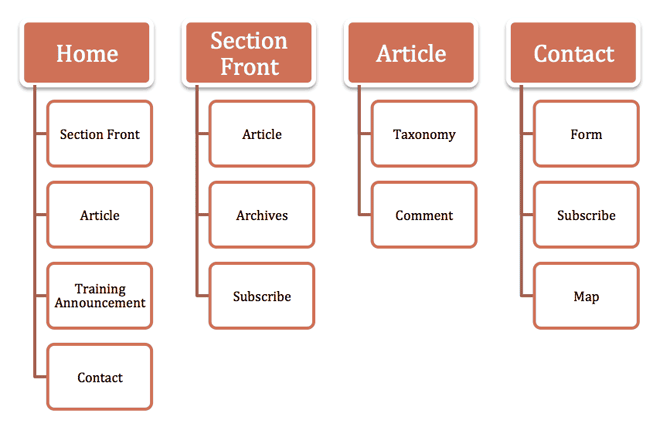 Home
Section Front
Article
Training
Announcement
Contact
Section
Front
Article
Archives
Subscribe
Article
Taxonomy
Comment
Contact
Form
Subscribe
Map